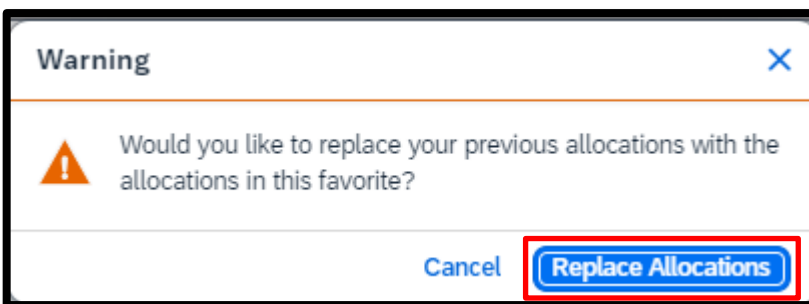 Warning
Would you like to replace your previous allocations with the
allocations in this favorite?
Cancel Replace Allocations